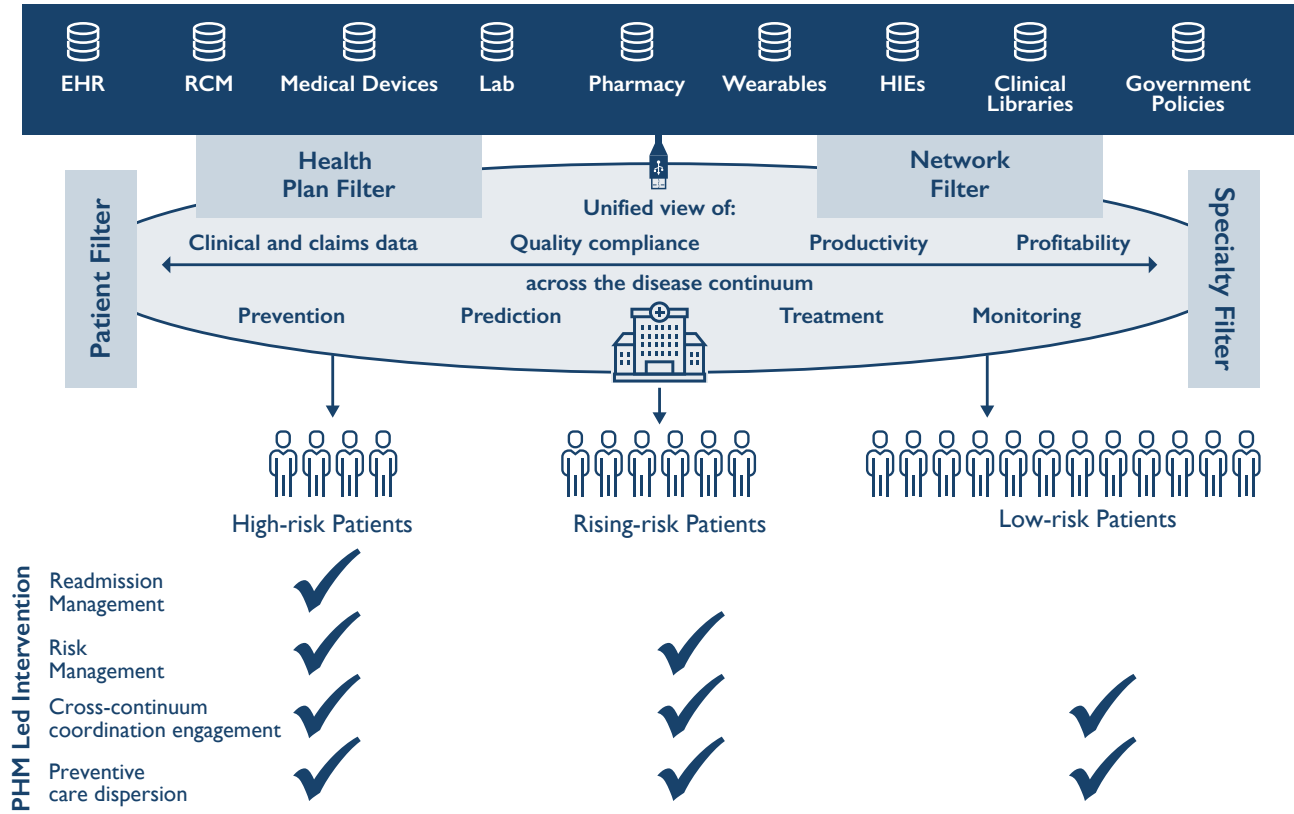 EHR
RCM
Medical Devices
Lab
Pharmacy
Wearables
HIEs
Clinical
Libraries
Government
Policies
Health
Plan Filter
Network
Filter
Patient Filter
Specialty Filter
Unified view of:
Clinical and claims data
Quality compliance
Productivity
Profitability
across the disease continuum
Prevention
Prediction
Treatment
Monitoring
High-risk Patients
Rising-risk Patients
Low-risk Patients
PHM Led Intervention
Readmission
Management
Risk
Management
Cross-continuum
coordination engagement
Preventive
care dispersion